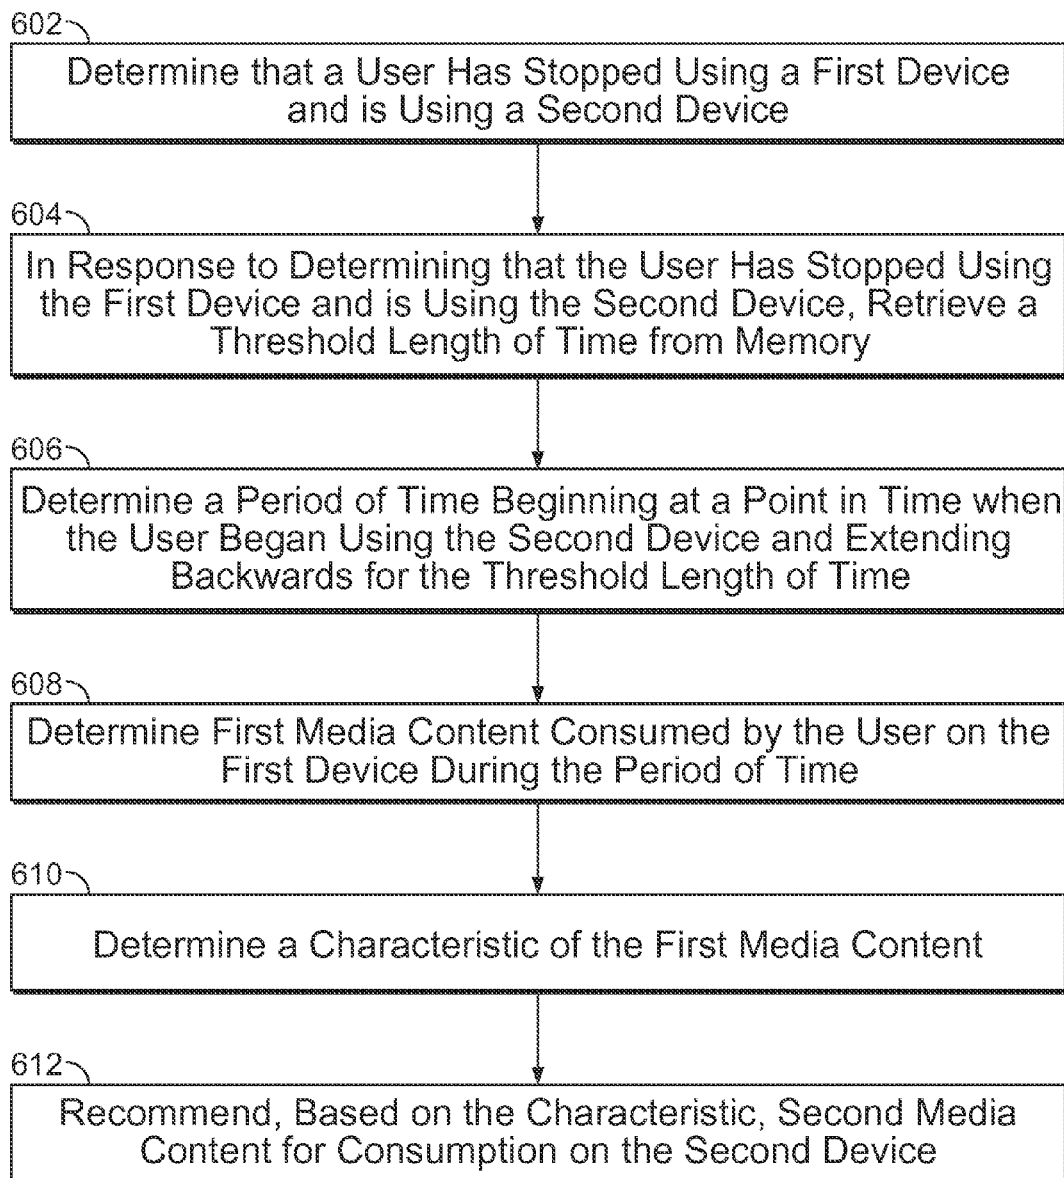 602
Determine that a User Has Stopped Using a First Device
and is Using a Second Device
604
In Response to Determining that the User Has Stopped Using
the First Device and is Using the Second Device, Retrieve a
Threshold Length of Time from Memory
606
Determine a Period of Time Beginning at a Point in Time when
the User Began Using the Second Device and Extending
Backwards for the Threshold Length of Time
608
Determine First Media Content Consumed by the User on the
First Device During the Period of Time
610
Determine a Characteristic of the First Media Content
612
Recommend, Based on the Characteristic, Second Media
Content for Consumption on the Second Device